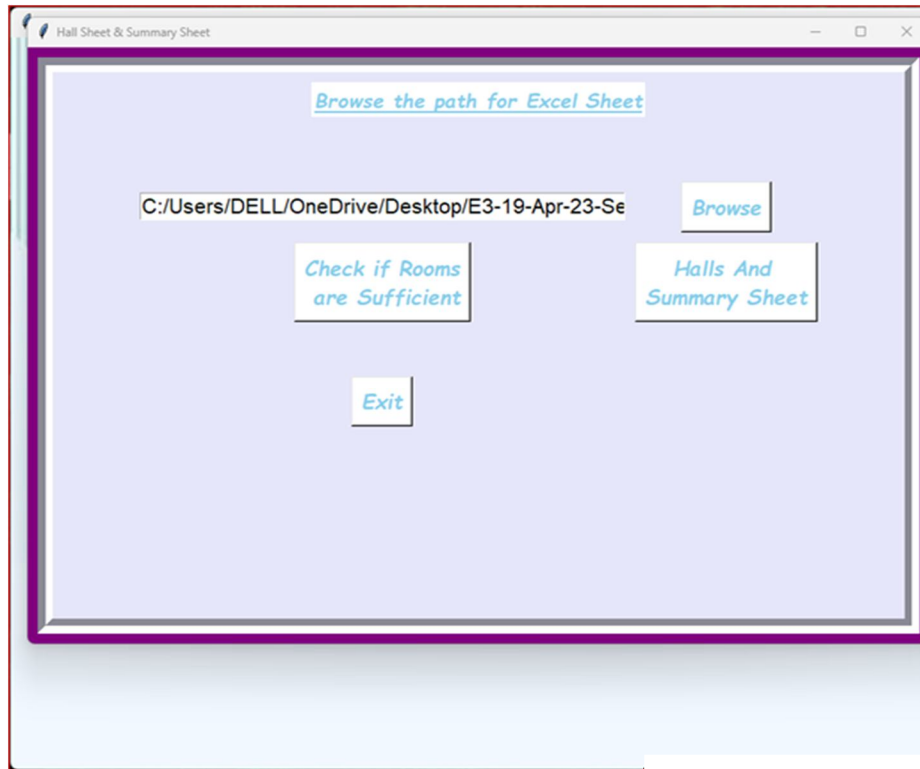 Hall Sheet & Summary Sheet
Browse the path for Excel Sheet
C:/Users/DELL/OneDrive/Desktop/E3-19-Apr-23-Se
Browse
Check if Rooms
are Sufficient
Halls And
Summary Sheet
Exit